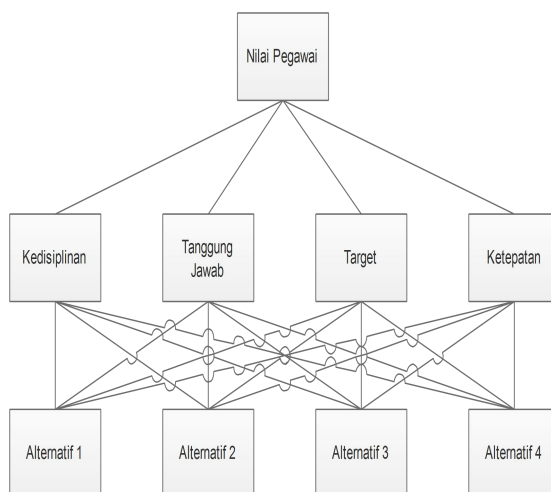 Nilai Pegawai
Kedisiplinan
Tanggung
Jawab
Target
Ketepatan
Alternatif 1
Alternatif 2
Alternatif 3
Alternatif 4